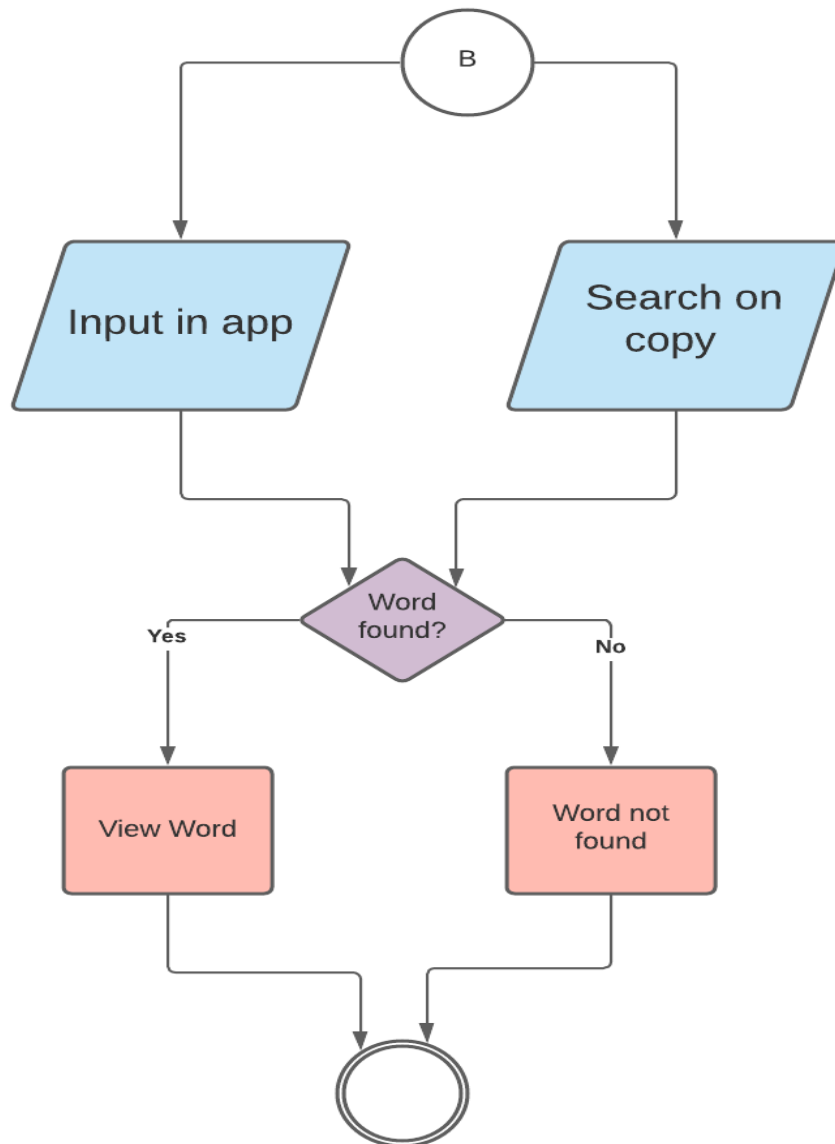 B
Input in app
Search on
copy
Word
found?
Yes
No
View Word
Word not
found